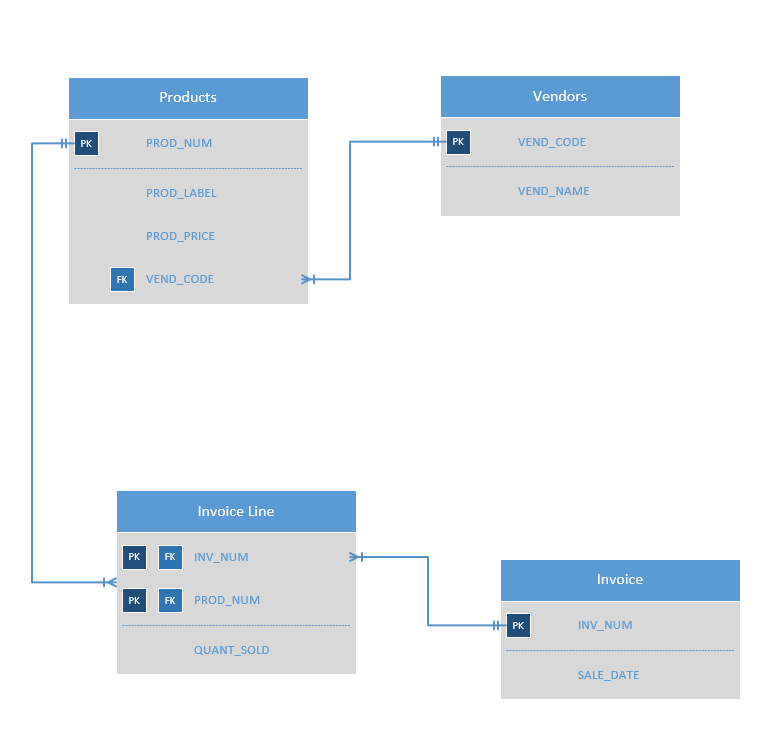 Products
PK PROD_NUM
PROD_LABEL
PROD_PRICE
FK VEND_CODE
Vendors
PK VEND_CODE
VEND_NAME
Invoice Line
PK FK INV_NUM
PK FK PROD_NUM
QUANT_SOLD
Invoice
PK INV_NUM
SALE_DATE